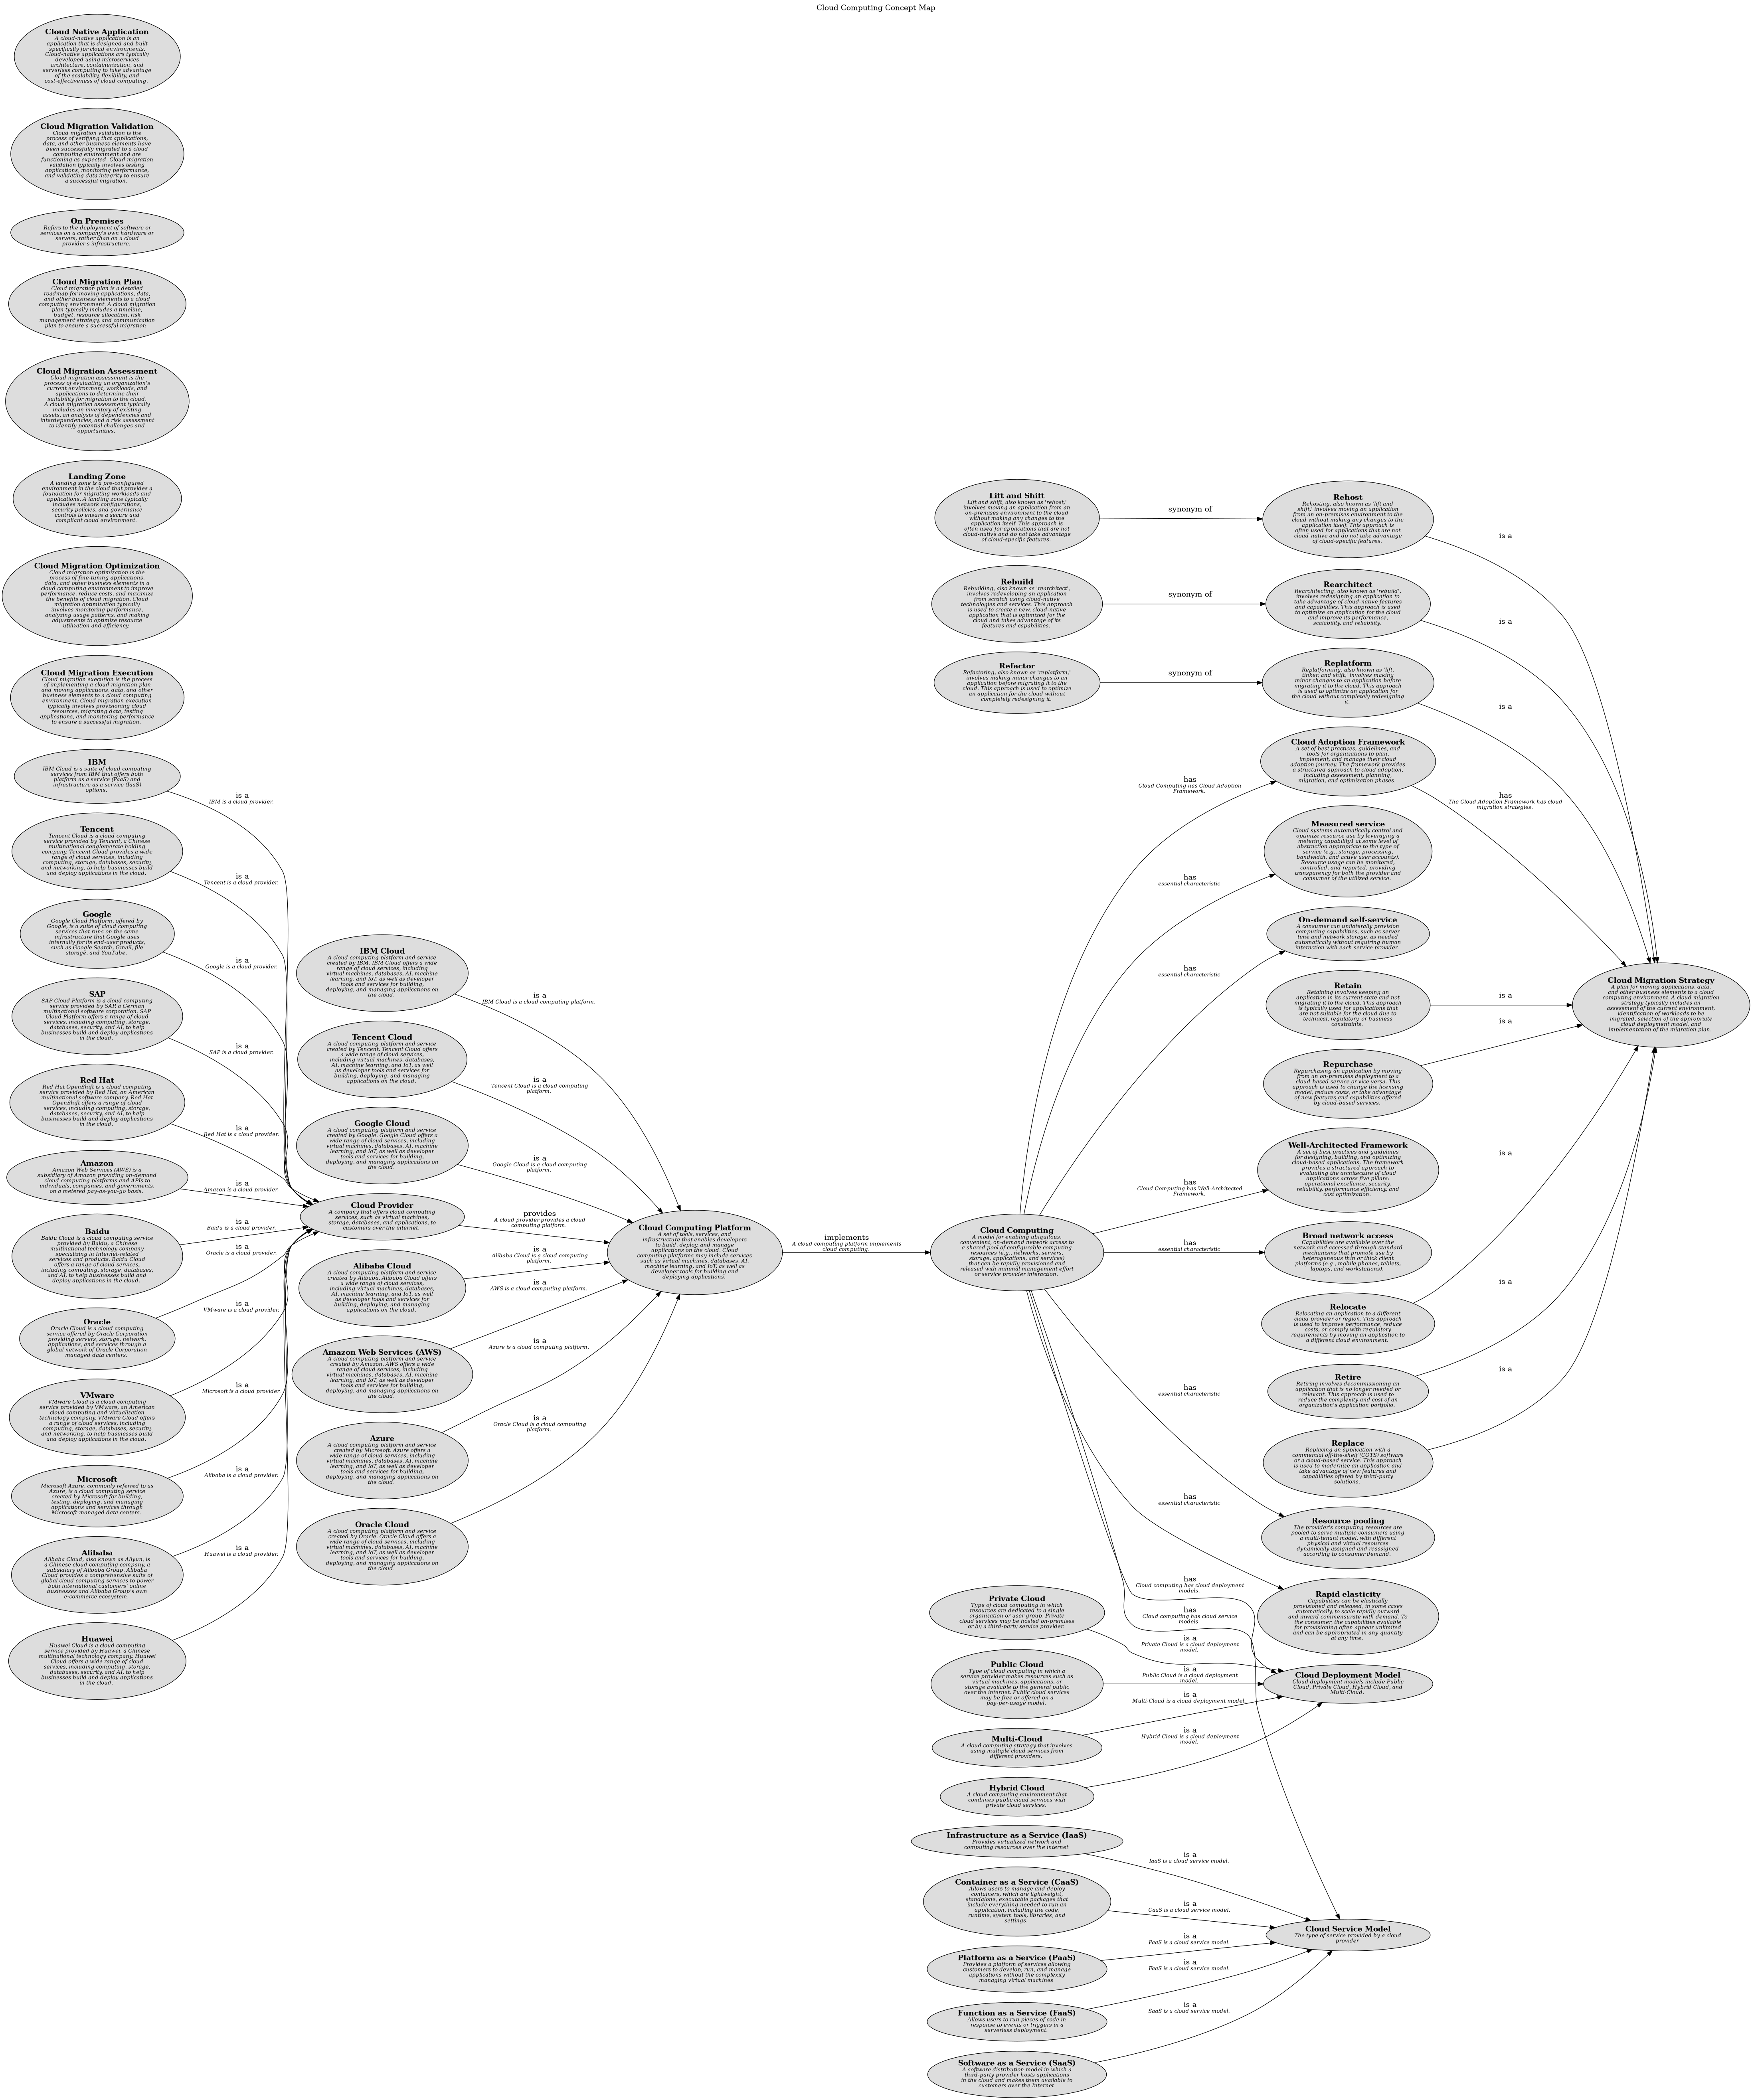 Cloud Computing Concept Map
Cloud Native Application
A cloud-native application is an
application that is designed and built
specifically for cloud environments.
Cloud-native applications are typically
developed using microservices
architecture, containerization, and
serverless computing to take advantage
of the scalability, flexibility, and
cost-effectiveness of cloud computing.
Cloud Migration Validation
Cloud migration validation is the
process of verifying that applications,
data, and other business elements have
been successfully migrated to a cloud
computing environment and are
functioning as expected. Cloud migration
validation typically involves testing
applications, monitoring performance,
and validating data integrity to ensure
a successful migration.
On Premises
Refers to the deployment of software or
services on a company's own hardware or
servers, rather than on a cloud
provider's infrastructure.
Cloud Migration Plan
Cloud migration plan is a detailed
roadmap for moving applications, data,
and other business elements to a cloud
computing environment. A cloud migration
plan typically includes a timeline,
budget, resource allocation, risk
management strategy, and communication
plan to ensure a successful migration.
Cloud Migration Assessment
Cloud migration assessment is the
process of evaluating an organization's
current environment, workloads, and
applications to determine their
suitability for migration to the cloud.
A cloud migration assessment typically
includes an inventory of existing
assets, an analysis of dependencies and
interdependencies, and a risk assessment
to identify potential challenges and
opportunities.
Landing Zone
A landing zone is a pre-configured
environment in the cloud that provides a
foundation for migrating workloads and
applications. A landing zone typically
includes network configurations,
security policies, and governance
controls to ensure a secure and
compliant cloud environment.
Cloud Migration Optimization
Cloud migration optimization is the
process of fine-tuning applications,
data, and other business elements in a
cloud computing environment to improve
performance, reduce costs, and maximize
the benefits of cloud migration. Cloud
migration optimization typically
involves monitoring performance,
analyzing usage patterns, and making
adjustments to optimize resource
utilization and efficiency.
Cloud Migration Execution
Cloud migration execution is the process
of implementing a cloud migration plan
and moving applications, data, and other
business elements to a cloud computing
environment. Cloud migration execution
typically involves provisioning cloud
resources, migrating data, testing
applications, and monitoring performance
to ensure a successful migration.
IBM
IBM Cloud is a suite of cloud computing
services from IBM that offers both
platform as a service (PaaS) and
infrastructure as a service (IaaS)
options.
Tencent
Tencent Cloud is a cloud computing
service provided by Tencent, a Chinese
multinational conglomerate holding
company. Tencent Cloud provides a wide
range of cloud services, including
computing, storage, databases, security,
and networking, to help businesses build
and deploy applications in the cloud.
Google
Google Cloud Platform, offered by
Google, is a suite of cloud computing
services that runs on the same
infrastructure that Google uses
internally for its end-user products,
such as Google Search, Gmail, file
storage, and YouTube.
SAP
SAP Cloud Platform is a cloud computing
service provided by SAP, a German
multinational software corporation. SAP
Cloud Platform offers a range of cloud
services, including computing, storage,
databases, security, and AI, to help
businesses build and deploy applications
in the cloud.
Red Hat
Red Hat OpenShift is a cloud computing
service provided by Red Hat, an American
multinational software company. Red Hat
OpenShift offers a range of cloud
services, including computing, storage,
databases, security, and AI, to help
businesses build and deploy applications
in the cloud.
Amazon
Amazon Web Services (AWS) is a
subsidiary of Amazon providing on-demand
cloud computing platforms and APIs to
individuals, companies, and governments,
on a metered pay-as-you-go basis.
Baidu
Baidu Cloud is a cloud computing service
provided by Baidu, a Chinese
multinational technology company
specializing in Internet-related
services and products. Baidu Cloud
offers a range of cloud services,
including computing, storage, databases,
and AI, to help businesses build and
deploy applications in the cloud.
Oracle
Oracle Cloud is a cloud computing
service offered by Oracle Corporation
providing servers, storage, network,
applications, and services through a
global network of Oracle Corporation
managed data centers.
VMware
VMware Cloud is a cloud computing
service provided by VMware, an American
cloud computing and virtualization
technology company. VMware Cloud offers
a range of cloud services, including
computing, storage, databases, security,
and networking, to help businesses build
and deploy applications in the cloud.
Microsoft
Microsoft Azure, commonly referred to as
Azure, is a cloud computing service
created by Microsoft for building,
testing, deploying, and managing
applications and services through
Microsoft-managed data centers.
Alibaba
Alibaba Cloud, also known as Aliyun, is
a Chinese cloud computing company, a
subsidiary of Alibaba Group. Alibaba
Cloud provides a comprehensive suite of
global cloud computing services to power
both international customers' online
businesses and Alibaba Group's own
e-commerce ecosystem.
Huawei
Huawei Cloud is a cloud computing
service provided by Huawei, a Chinese
multinational technology company. Huawei
Cloud offers a wide range of cloud
services, including computing, storage,
databases, security, and AI, to help
businesses build and deploy applications
in the cloud.
is a
IBM is a cloud provider.
is a
Tencent is a cloud provider.
is a
Google is a cloud provider.
is a
SAP is a cloud provider.
is a
Red Hat is a cloud provider.
is a
Amazon is a cloud provider.
is a
Baidu is a cloud provider.
is a
Oracle is a cloud provider.
is a
VMware is a cloud provider.
is a
Microsoft is a cloud provider.
is a
Alibaba is a cloud provider.
is a
Huawei is a cloud provider.
IBM Cloud
A cloud computing platform and service
created by IBM. IBM Cloud offers a wide
range of cloud services, including
virtual machines, databases, AI, machine
learning, and IoT, as well as developer
tools and services for building,
deploying, and managing applications on
the cloud.
Tencent Cloud
A cloud computing platform and service
created by Tencent. Tencent Cloud offers
a wide range of cloud services,
including virtual machines, databases,
AI, machine learning, and IoT, as well
as developer tools and services for
building, deploying, and managing
applications on the cloud.
Google Cloud
A cloud computing platform and service
created by Google. Google Cloud offers a
wide range of cloud services, including
virtual machines, databases, AI, machine
learning, and IoT, as well as developer
tools and services for building,
deploying, and managing applications on
the cloud.
Cloud Provider
A company that offers cloud computing
services, such as virtual machines,
storage, databases, and applications, to
customers over the internet.
Alibaba Cloud
A cloud computing platform and service
created by Alibaba. Alibaba Cloud offers
a wide range of cloud services,
including virtual machines, databases,
AI, machine learning, and IoT, as well
as developer tools and services for
building, deploying, and managing
applications on the cloud.
Amazon Web Services (AWS)
A cloud computing platform and service
created by Amazon. AWS offers a wide
range of cloud services, including
virtual machines, databases, AI, machine
learning, and IoT, as well as developer
tools and services for building,
deploying, and managing applications on
the cloud.
Azure
A cloud computing platform and service
created by Microsoft. Azure offers a
wide range of cloud services, including
virtual machines, databases, AI, machine
learning, and IoT, as well as developer
tools and services for building,
deploying, and managing applications on
the cloud.
Oracle Cloud
A cloud computing platform and service
created by Oracle. Oracle Cloud offers a
wide range of cloud services, including
virtual machines, databases, AI, machine
learning, and IoT, as well as developer
tools and services for building,
deploying, and managing applications on
the cloud.
is a
IBM Cloud is a cloud computing platform.
is a
Tencent Cloud is a cloud computing
platform.
is a
Google Cloud is a cloud computing
platform.
provides
A cloud provider provides a cloud
computing platform.
is a
Alibaba Cloud is a cloud computing
platform.
is a
AWS is a cloud computing platform.
is a
Azure is a cloud computing platform.
is a
Oracle Cloud is a cloud computing
platform.
Cloud Computing Platform
A set of tools, services, and
infrastructure that enables developers
to build, deploy, and manage
applications on the cloud. Cloud
computing platforms may include services
such as virtual machines, databases, AI,
machine learning, and IoT, as well as
developer tools for building and
deploying applications.
implements
A cloud computing platform implements
cloud computing.
Lift and Shift
Lift and shift, also known as 'rehost,'
involves moving an application from an
on-premises environment to the cloud
without making any changes to the
application itself. This approach is
often used for applications that are not
cloud-native and do not take advantage
of cloud-specific features.
Rebuild
Rebuilding, also known as 'rearchitect',
involves redeveloping an application
from scratch using cloud-native
technologies and services. This approach
is used to create a new, cloud-native
application that is optimized for the
cloud and takes advantage of its
features and capabilities.
Refactor
Refactoring, also known as 'replatform,'
involves making minor changes to an
application before migrating it to the
cloud. This approach is used to optimize
an application for the cloud without
completely redesigning it.
Cloud Computing
A model for enabling ubiquitous,
convenient, on-demand network access to
a shared pool of configurable computing
resources (e.g., networks, servers,
storage, applications, and services)
that can be rapidly provisioned and
released with minimal management effort
or service provider interaction.
Private Cloud
Type of cloud computing in which
resources are dedicated to a single
organization or user group. Private
cloud services may be hosted on-premises
or by a third-party service provider.
Public Cloud
Type of cloud computing in which a
service provider makes resources such as
virtual machines, applications, or
storage available to the general public
over the internet. Public cloud services
may be free or offered on a
pay-per-usage model.
Multi-Cloud
A cloud computing strategy that involves
using multiple cloud services from
different providers.
Hybrid Cloud
A cloud computing environment that
combines public cloud services with
private cloud services.
Infrastructure as a Service (IaaS)
Provides virtualized network and
computing resources over the internet
Container as a Service (CaaS)
Allows users to manage and deploy
containers, which are lightweight,
standalone, executable packages that
include everything needed to run an
application, including the code,
runtime, system tools, libraries, and
settings.
Platform as a Service (PaaS)
Provides a platform of services allowing
customers to develop, run, and manage
applications without the complexity
managing virtual machines
Function as a Service (FaaS)
Allows users to run pieces of code in
response to events or triggers in a
serverless deployment.
Software as a Service (SaaS)
A software distribution model in which a
third-party provider hosts applications
in the cloud and makes them available to
customers over the Internet
synonym of
synonym of
synonym of
has
Cloud Computing has Cloud Adoption
Framework.
has
essential characteristic
has
essential characteristic
has
Cloud Computing has Well-Architected
Framework.
has
essential characteristic
has
essential characteristic
has
essential characteristic
has
Cloud computing has cloud deployment
models.
has
Cloud computing has cloud service
models.
is a
Private Cloud is a cloud deployment
model.
is a
Public Cloud is a cloud deployment
model.
is a
Multi-Cloud is a cloud deployment model.
is a
Hybrid Cloud is a cloud deployment
model.
is a
IaaS is a cloud service model.
is a
CaaS is a cloud service model.
is a
PaaS is a cloud service model.
is a
FaaS is a cloud service model.
is a
SaaS is a cloud service model.
Rehost
Rehosting, also known as 'lift and
shift,' involves moving an application
from an on-premises environment to the
cloud without making any changes to the
application itself. This approach is
often used for applications that are not
cloud-native and do not take advantage
of cloud-specific features.
Rearchitect
Rearchitecting, also known as 'rebuild',
involves redesigning an application to
take advantage of cloud-native features
and capabilities. This approach is used
to optimize an application for the cloud
and improve its performance,
scalability, and reliability.
Replatform
Replatforming, also known as 'lift,
tinker, and shift,' involves making
minor changes to an application before
migrating it to the cloud. This approach
is used to optimize an application for
the cloud without completely redesigning
it.
Cloud Adoption Framework
A set of best practices, guidelines, and
tools for organizations to plan,
implement, and manage their cloud
adoption journey. The framework provides
a structured approach to cloud adoption,
including assessment, planning,
migration, and optimization phases.
Measured service
Cloud systems automatically control and
optimize resource use by leveraging a
metering capability1 at some level of
abstraction appropriate to the type of
service (e.g., storage, processing,
bandwidth, and active user accounts).
Resource usage can be monitored,
controlled, and reported, providing
transparency for both the provider and
consumer of the utilized service.
On-demand self-service
A consumer can unilaterally provision
computing capabilities, such as server
time and network storage, as needed
automatically without requiring human
interaction with each service provider.
Retain
Retaining involves keeping an
application in its current state and not
migrating it to the cloud. This approach
is typically used for applications that
are not suitable for the cloud due to
technical, regulatory, or business
constraints.
Repurchase
Repurchasing an application by moving
from an on-premises deployment to a
cloud-based service or vice versa. This
approach is used to change the licensing
model, reduce costs, or take advantage
of new features and capabilities offered
by cloud-based services.
Well-Architected Framework
A set of best practices and guidelines
for designing, building, and optimizing
cloud-based applications. The framework
provides a structured approach to
evaluating the architecture of cloud
applications across five pillars:
operational excellence, security,
reliability, performance efficiency, and
cost optimization.
Broad network access
Capabilities are available over the
network and accessed through standard
mechanisms that promote use by
heterogeneous thin or thick client
platforms (e.g., mobile phones, tablets,
laptops, and workstations).
Relocate
Relocating an application to a different
cloud provider or region. This approach
is used to improve performance, reduce
costs, or comply with regulatory
requirements by moving an application to
a different cloud environment.
Retire
Retiring involves decommissioning an
application that is no longer needed or
relevant. This approach is used to
reduce the complexity and cost of an
organization's application portfolio.
Replace
Replacing an application with a
commercial off-the-shelf (COTS) software
or a cloud-based service. This approach
is used to modernize an application and
take advantage of new features and
capabilities offered by third-party
solutions.
Resource pooling
The provider's computing resources are
pooled to serve multiple consumers using
a multi-tenant model, with different
physical and virtual resources
dynamically assigned and reassigned
according to consumer demand.
Rapid elasticity
Capabilities can be elastically
provisioned and released, in some cases
automatically, to scale rapidly outward
and inward commensurate with demand. To
the consumer, the capabilities available
for provisioning often appear unlimited
and can be appropriated in any quantity
at any time.
Cloud Deployment Model
Cloud deployment models include Public
Cloud, Private Cloud, Hybrid Cloud, and
Multi-Cloud.
Cloud Service Model
The type of service provided by a cloud
provider
is a
is a
is a
has
The Cloud Adoption Framework has cloud
migration strategies.
is a
is a
is a
is a
is a
Cloud Migration Strategy
A plan for moving applications, data,
and other business elements to a cloud
computing environment. A cloud migration
strategy typically includes an
assessment of the current environment,
identification of workloads to be
migrated, selection of the appropriate
cloud deployment model, and
implementation of the migration plan.